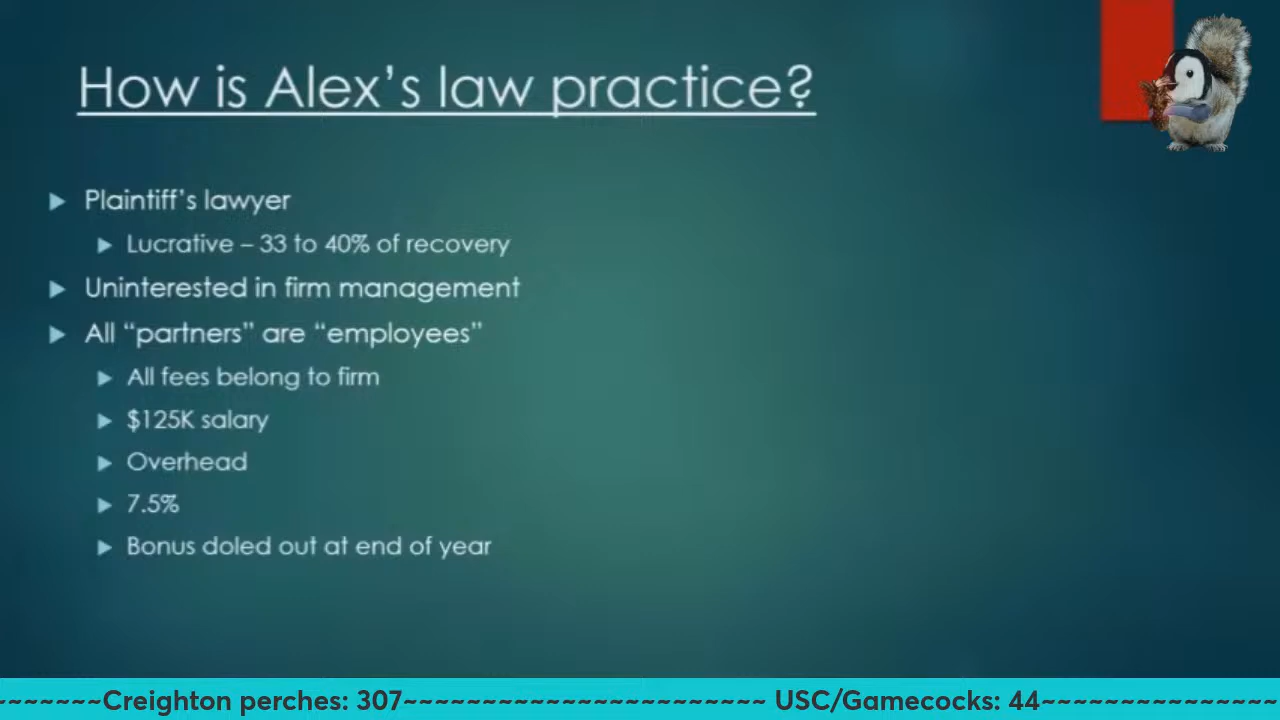 How is Alex’s law practice?
Plaintiff’s lawyer
Lucrative – 33 to 40% of recovery
Uninterested in firm management
All “partners” are “employees”
All fees belong to firm
$125K salary
Overhead
7.5%
Bonus doled out at end of year
~~~~~~~Creighton perches: 307~~~~~~~~~~~~~~~~~~~~~~~ USC/Gamecocks: 44~~~~~~~~~~~~~~~